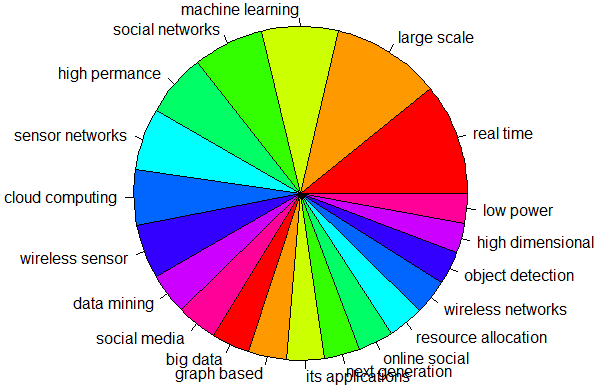 machine learning
social networks
large scale
high permance
real time
sensor networks
cloud computing
low power
high dimensional
wireless sensor
object detection
data mining
wireless networks
social media
resource allocation
big data
online social
graph based
next generation
its applications